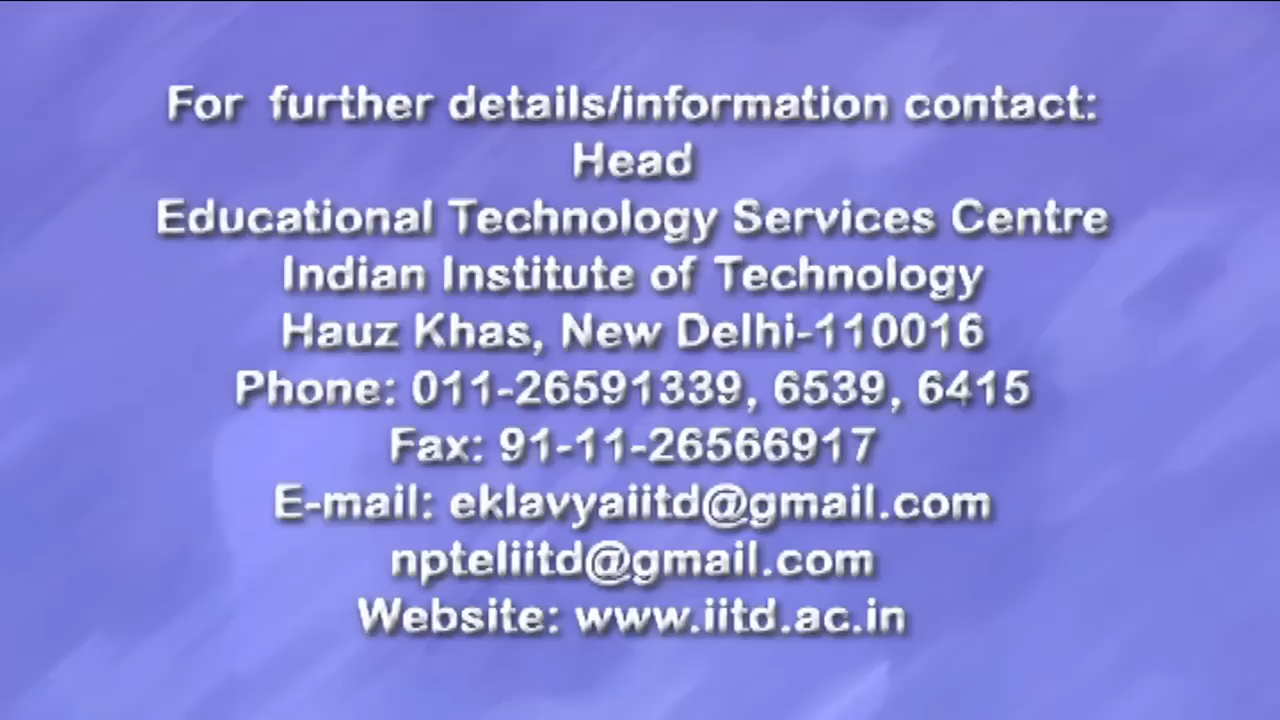 For further details/information contact:
Head
Educational Technology Services Centre
Indian Institute of Technology
Hauz Khas, New Delhi-110016
Phone: 011-26591339, 6539, 6415
Fax: 91-11-26566917
E-mail: eklavyaiitd@gmail.com
npteliitd@gmail.com
Website: www.iitd.ac.in